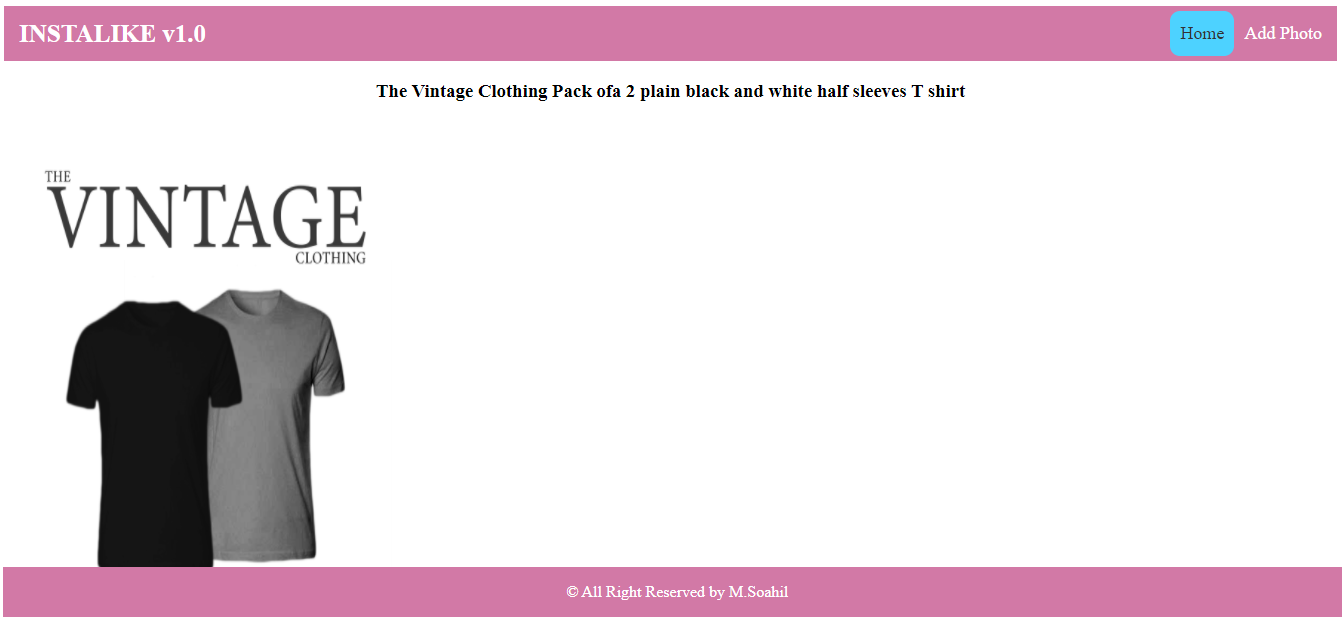 INSTALIKE v1.0
Home Add Photo
The Vintage Clothing Pack ofa 2 plain black and white half sleeves T shirt
THE
VINTAGE
CLOTHING
© All Right Reserved by M.Soahil